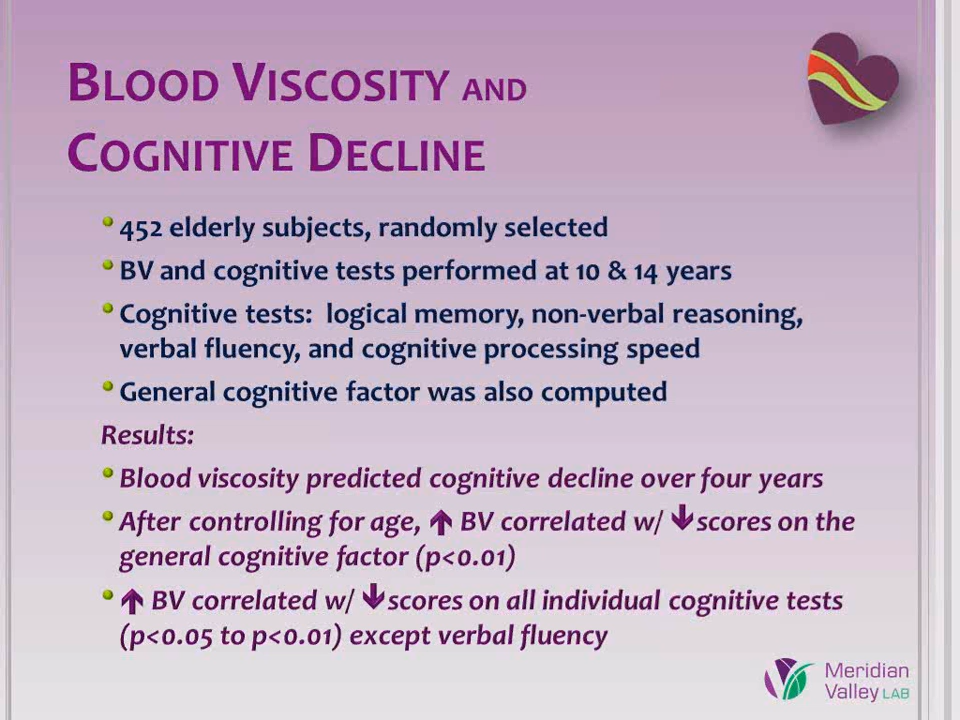 BLOOD VISCOSITY AND
COGNITIVE DECLINE
• 452 elderly subjects, randomly selected
• BV and cognitive tests performed at 10 & 14 years
• Cognitive tests:  logical memory, non-verbal reasoning,
verbal fluency, and cognitive processing speed
• General cognitive factor was also computed
Results:
• Blood viscosity predicted cognitive decline over four years
• After controlling for age, ↑ BV correlated w/ ↓scores on the
general cognitive factor (p<0.01)
• ↑ BV correlated w/ ↓scores on all individual cognitive tests
(p<0.05 to p<0.01) except verbal fluency
Meridian
Valley LAB